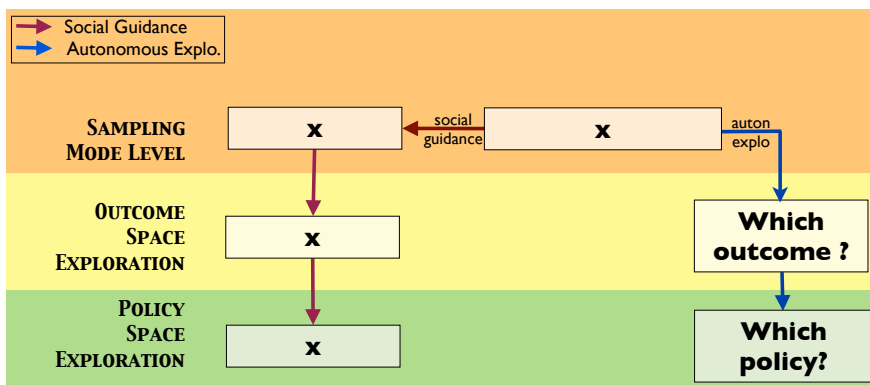 Social Guidance
Autonomous Explo.
SAMPLING
MODE LEVEL
x
social
guidance
x
auton
explo
OUTCOME
SPACE
EXPLORATION
x
Which
outcome ?
POLICY
SPACE
EXPLORATION
x
Which
policy?